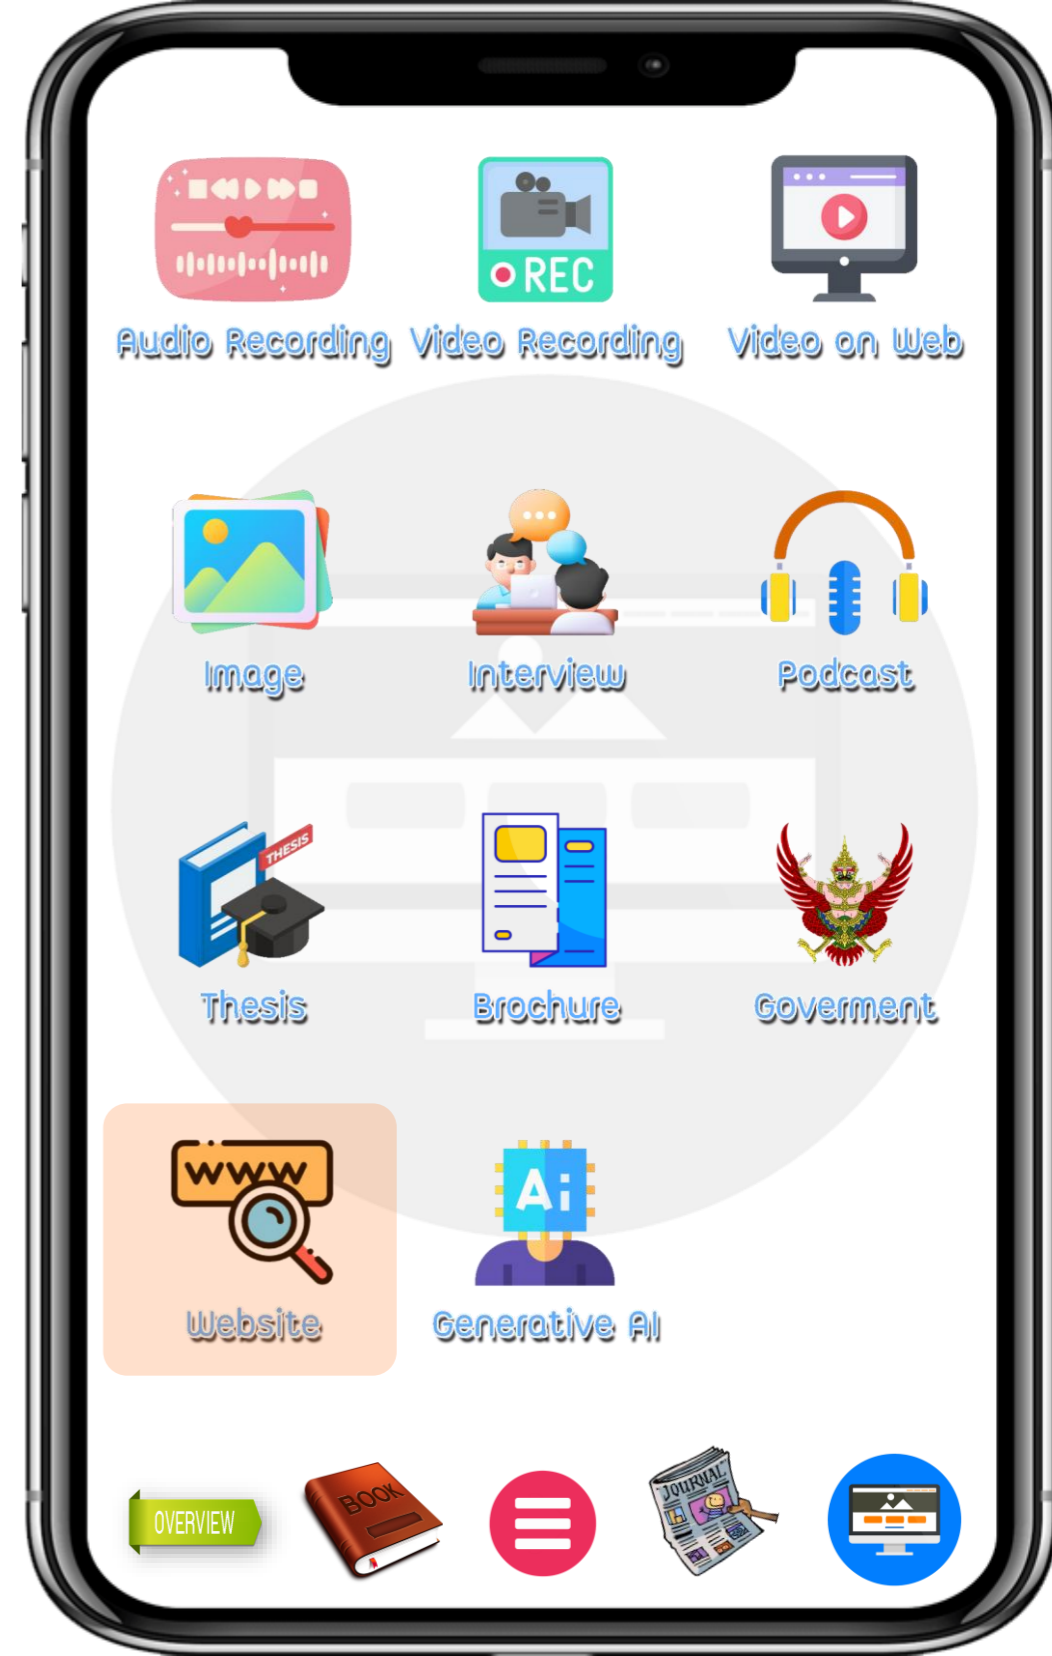 REC
Audio Recording
Video Recording
Video on Web
Image
Interview
Podcast
THESIS
Thesis
Brochure
Goverment
www
Ai
Website
Generative AI
OVERVIEW
BOOK
JOURNAL